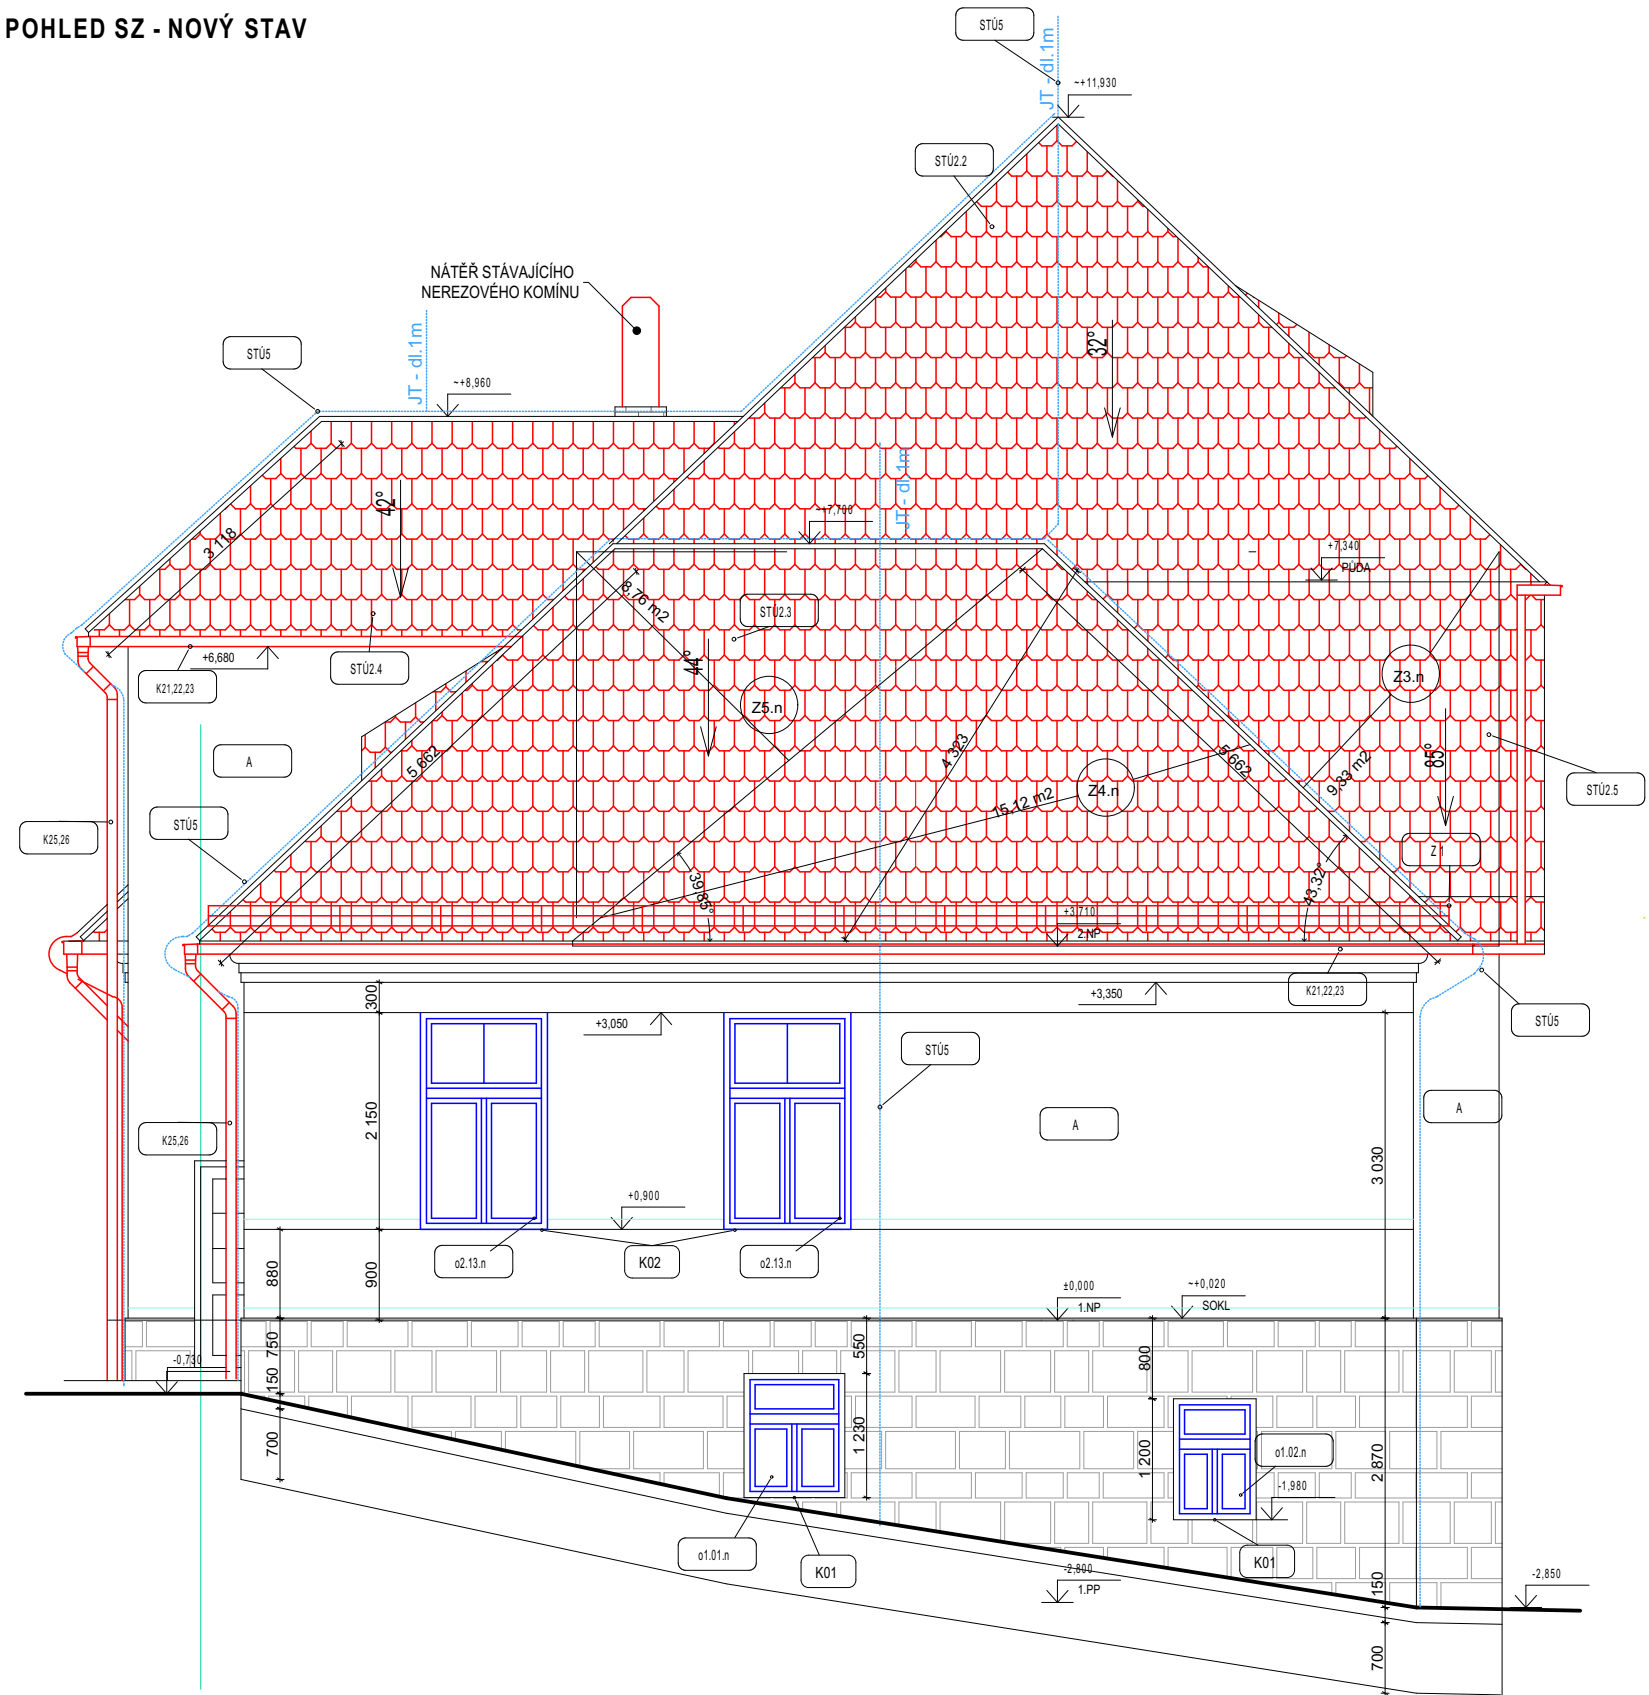 POHLED SZ - NOVÝ STAV
STÚ5
JT - dl.1m
~+11,930
STÚ2.2
NÁTĚŘ STÁVAJÍCÍHO
NEREZOVÉHO KOMÍNU
32°
STÚ5
JT - dl.1m
~+8,960
JT - dl.1m
42°
3 118
~+7,700
+7,340
PŮDA
8,76 m2
STÚ2.3
44°
+6,680
STÚ2.4
K21,22,23
Z5.n
Z3.n
A
5 662
4 323
5 662
85°
9,33 m2
STÚ2.5
Z4.n
15,12 m2
STÚ5
K25,26
Z 1
39,85°
43,32°
+3,710
2.NP
K21,22,23
+3,350
300
+3,050
STÚ5
STÚ5
A
A
2 150
K25,26
3 030
+0,900
o2.13.n
K02
o2.13.n
880
900
±0,000
1.NP
~+0,020
SOKL
750
550
800
-0,730
150
1 230
700
1 200
o1.02.n
2 870
-1,980
o1.01.n
K01
K01
-2,800
1.PP
150
-2,850
700